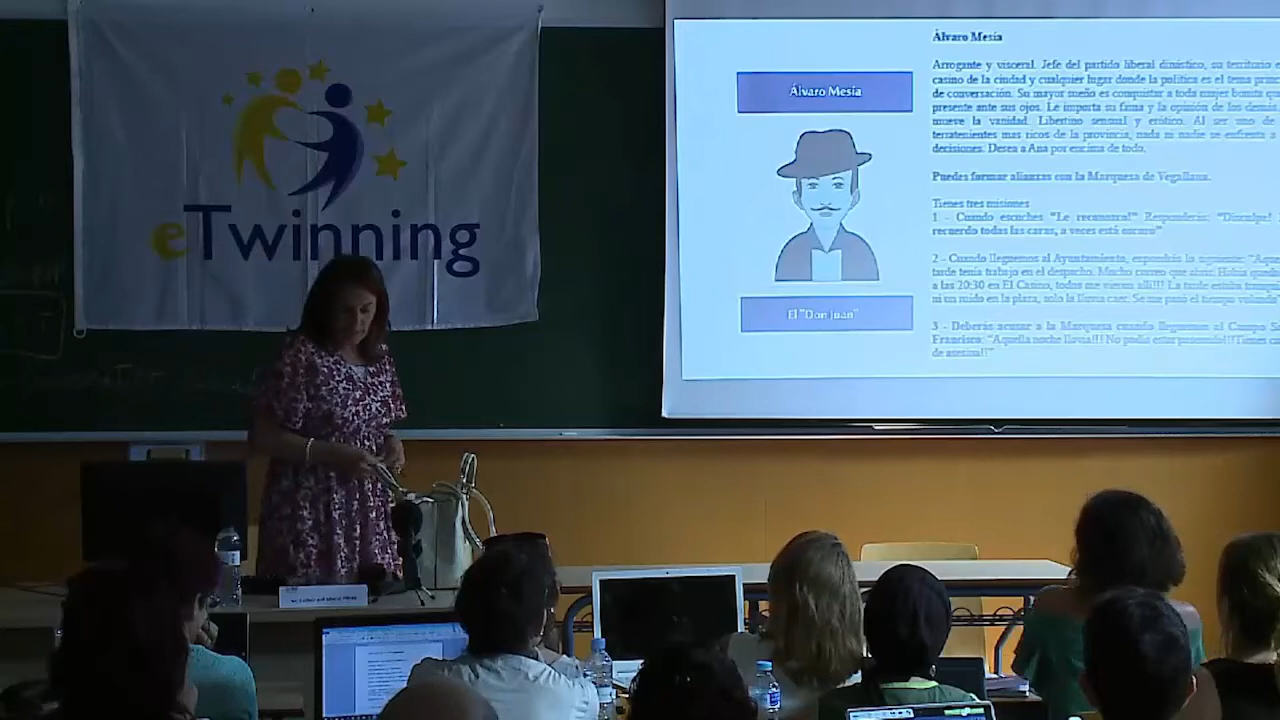 eTwinning
Álvaro Mesía
El "Don Juan"
Álvaro Mesía
Arrogante y visceral. Jefe del partido liberal dinástico, su territorio e
casino de la ciudad y cualquier lugar donde la política es el tema princ
de conversación. Su mayor sueño es conquistar a toda mujer bonita que
presente ante sus ojos. Le importa su fama y la opinión de los demás
mueve la vanidad. Libertino sensual y erótico. Al ser uno de
terratenientes mas ricos de la provincia, nada ni nadie se enfrenta a
decisiones. Desea a Ana por encima de todo.
Puedes formar alianzas con la Marquesa de Vegallana.
Tienes tres misiones
1 - Cuando escuches "Le reconozco!" Responderás: "Disculpe!
recuerdo todas las caras, a veces está oscuro"
2 - Cuando lleguemos al Ayuntamiento, expondrás lo siguiente: "Aque
tarde tenía trabajo en el despacho. Mucho correo que abrir. Había queda
a las 20:30 en El Casino, todos me vieron allí!!! La tarde estaba tranq
ni un ruido en la plaza, solo la lluvia caer. Se me pasó el tiempo volando
3 - Deberás acusar a la Marquesa cuando lleguemos al Campo S
Francisco: "Aquella noche llovía!!! No podía estar paseando!!! Tienes ca
de asesina!!"